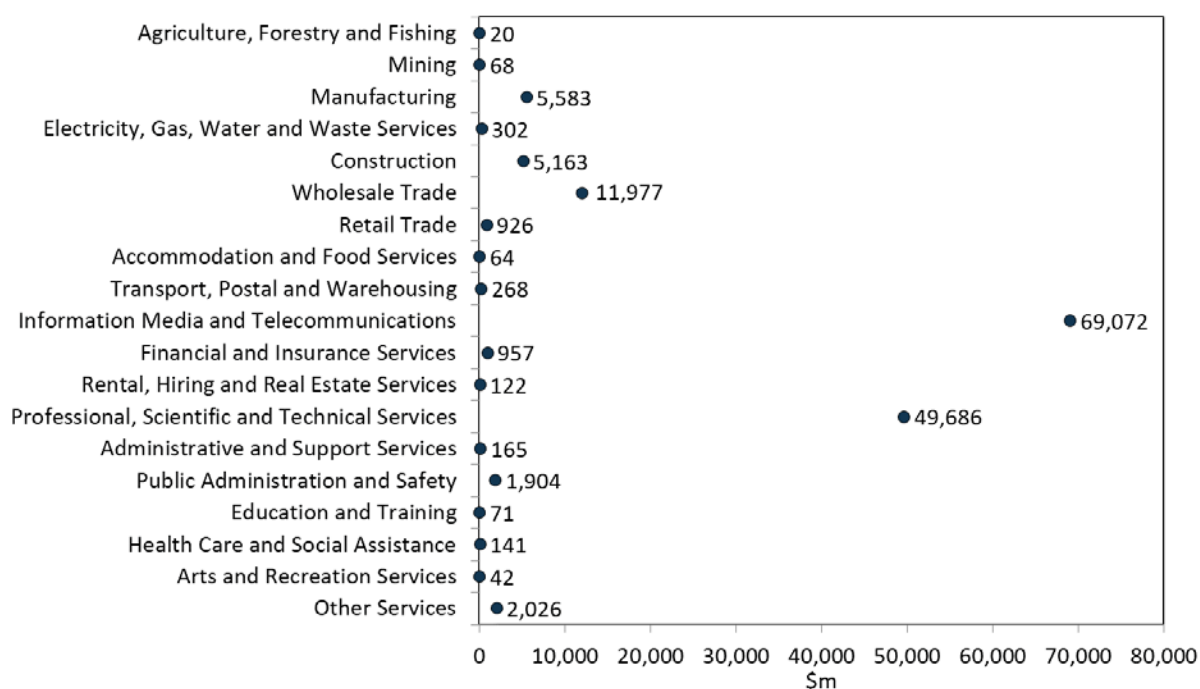 Agriculture, Forestry and Fishing 20
Mining 68
Manufacturing 5,583
Electricity, Gas, Water and Waste Services 302
Construction 5,163
Wholesale Trade 11,977
Retail Trade 926
Accommodation and Food Services 64
Transport, Postal and Warehousing 268
Information Media and Telecommunications 69,072
Financial and Insurance Services 957
Rental, Hiring and Real Estate Services 122
Professional, Scientific and Technical Services 49,686
Administrative and Support Services 165
Public Administration and Safety 1,904
Education and Training 71
Health Care and Social Assistance 141
Arts and Recreation Services 42
Other Services 2,026
0 10,000 20,000 30,000 40,000 50,000 60,000 70,000 80,000
$m